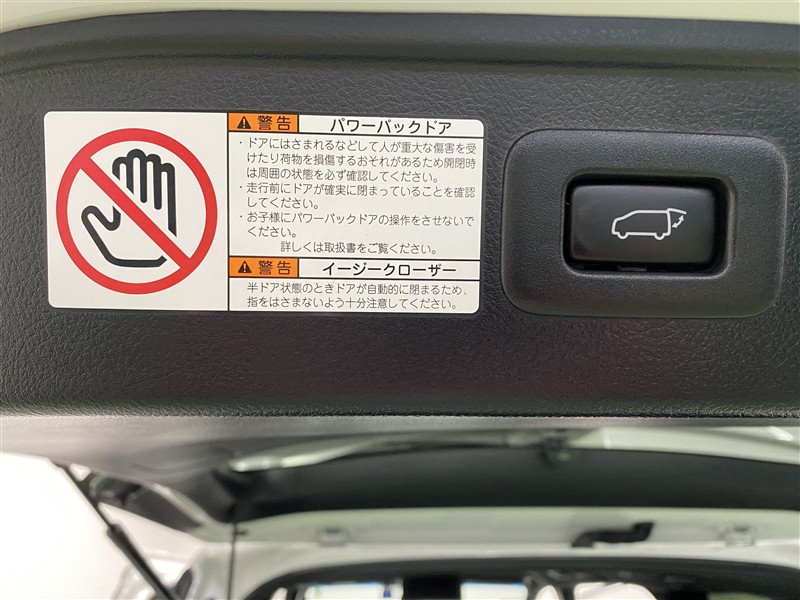 警告 パワーバックドア
・ドアにはさまれるなどして人が重大な傷害を受
けたり荷物を損傷するおそれがあるため開閉時
は周囲の状態を必ず確認してください。
・走行前にドアが確実に閉まっていることを確認
してください。
・お子様にパワーバックドアの操作をさせないで
ください。
詳しくは取扱書をご覧ください。
警告 イージークローザー
半ドア状態のときドアが自動的に閉まるため、
指をはさまないよう十分注意してください。